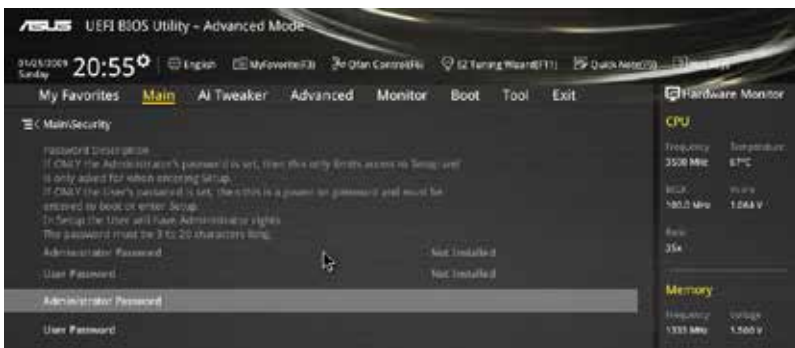 ASUS UEFI BIOS Utility – Advanced Mode
01/25/2009 Sunday 20:55 English MyFavorite(F3) Qfan Control(F6) EZ Tuning Wizard(F11) Quick Note(F9)
My Favorites Main Ai Tweaker Advanced Monitor Boot Tool Exit
Hardware Monitor
Main\Security
Password Description
If ONLY the Administrator's password is set, then this only limits access to Setup and
is only asked for when entering Setup.
If ONLY the User's password is set, then this is a power on password and must be
entered to boot or enter Setup.
In Setup the User will have Administrator rights.
The password must be 3 to 20 characters long.
Administrator Password Not Installed
User Password Not Installed
Administrator Password
User Password
CPU
Frequency Temperature
3500 MHz 67°C
BCLK
100.0 MHz 1.064 V
Ratio
35x
Memory
Frequency Voltage
1333 MHz 1.500 V